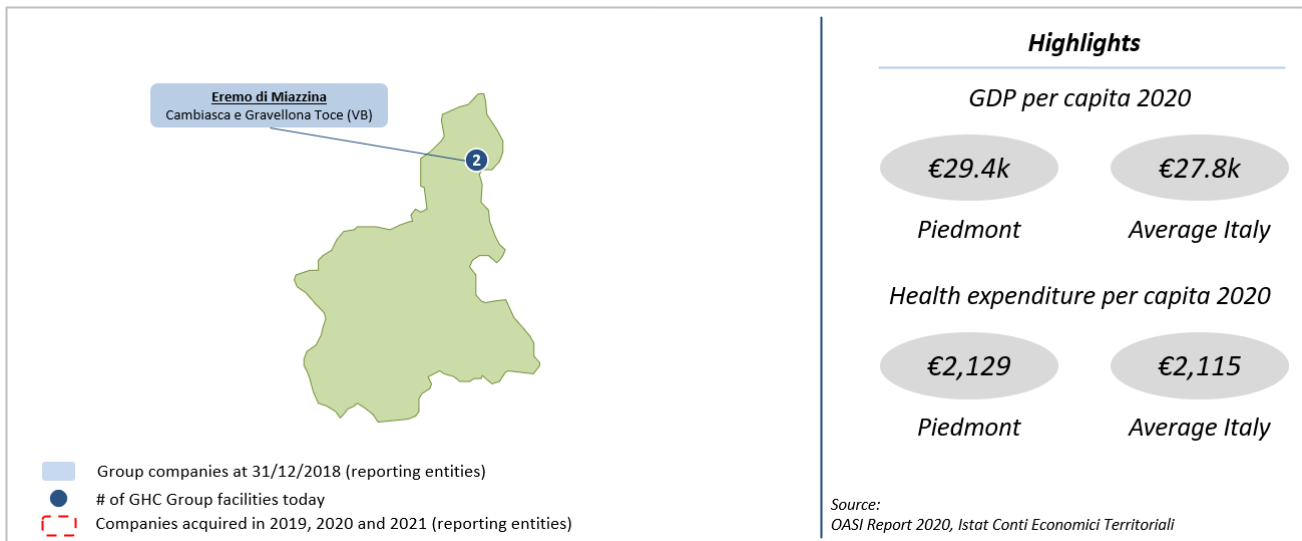 Eremo di Miazzina
Cambiasca e Gravellona Toce (VB)
2
Group companies at 31/12/2018 (reporting entities)
# of GHC Group facilities today
Companies acquired in 2019, 2020 and 2021 (reporting entities)
Highlights
GDP per capita 2020
€29.4k €27.8k
Piedmont Average Italy
Health expenditure per capita 2020
€2,129 €2,115
Piedmont Average Italy
Source:
OASI Report 2020, Istat Conti Economici Territoriali